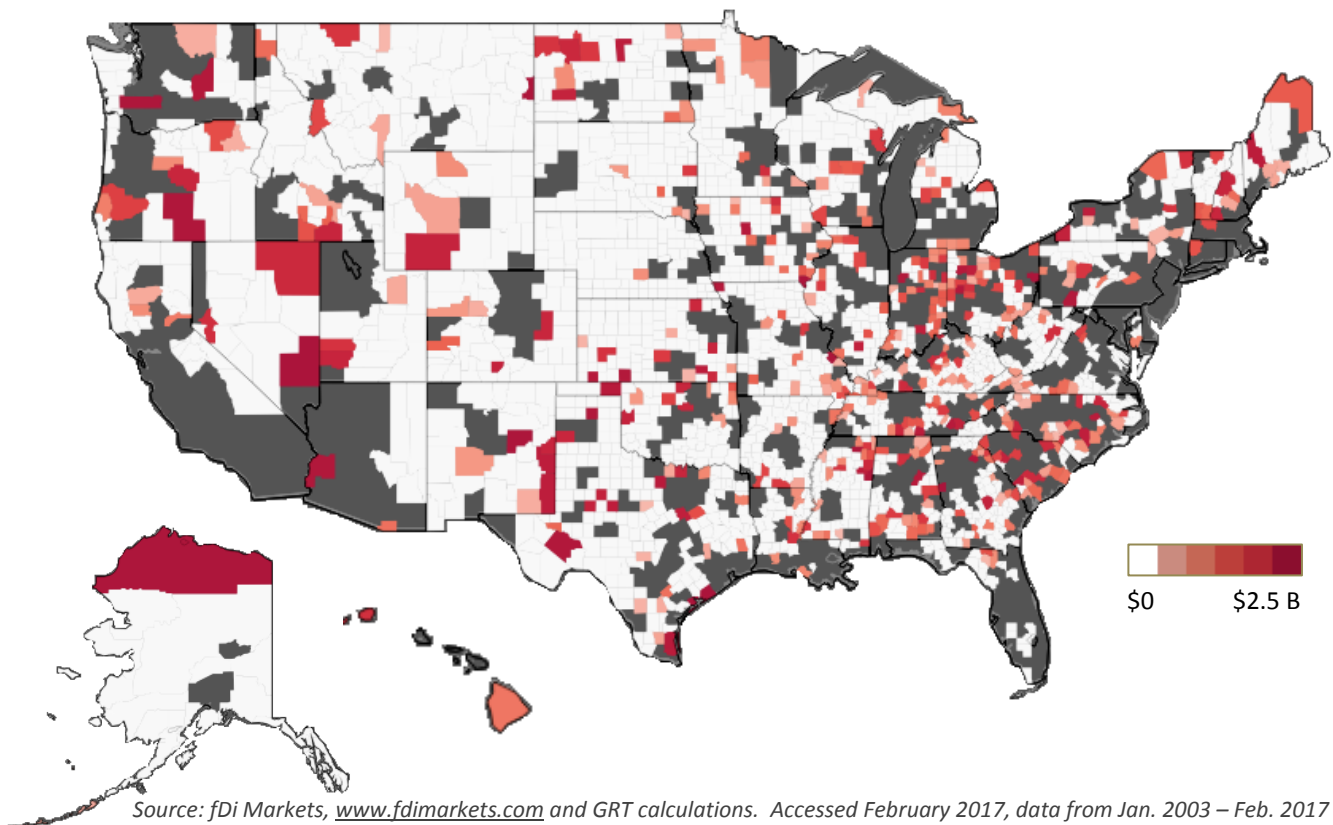 $0 $2.5 B
Source: fDi Markets, www.fdimarkets.com and GRT calculations. Accessed February 2017, data from Jan. 2003 – Feb. 2017